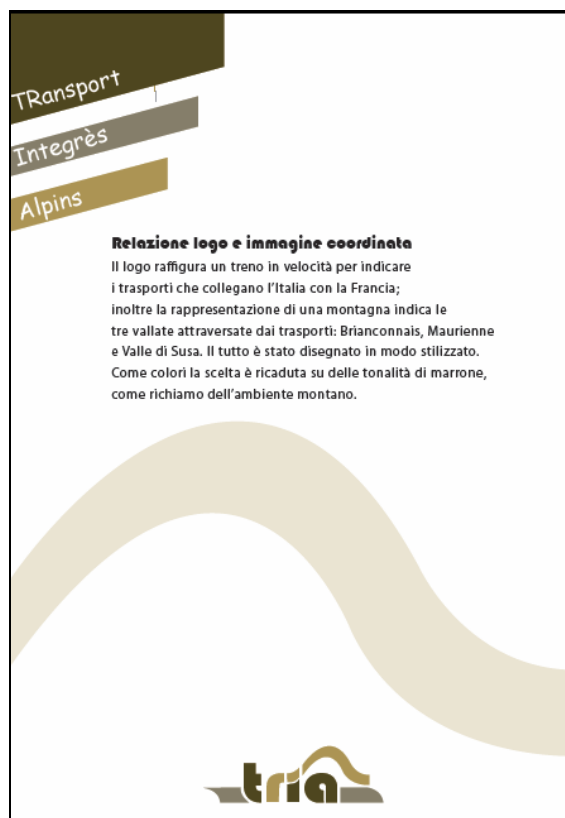 TRansport
Integrès
Alpins
Relazione logo e immagine coordinata
Il logo raffigura un treno in velocità per indicare
i trasporti che collegano l'Italia con la Francia;
inoltre la rappresentazione di una montagna indica le
tre vallate attraversate dai trasporti: Brianconnais, Maurienne
e Valle di Susa. Il tutto è stato disegnato in modo stilizzato.
Come colori la scelta è ricaduta su delle tonalità di marrone,
come richiamo dell'ambiente montano.
tria